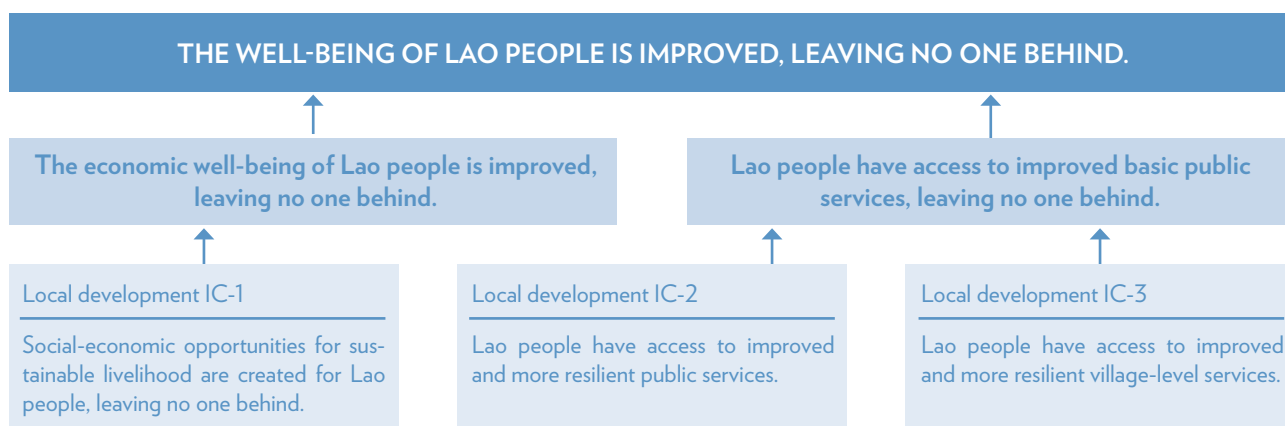 THE WELL-BEING OF LAO PEOPLE IS IMPROVED, LEAVING NO ONE BEHIND.
The economic well-being of Lao people is improved,
leaving no one behind.
Lao people have access to improved basic public
services, leaving no one behind.
Local development IC-1
Social-economic opportunities for sus-
tainable livelihood are created for Lao
people, leaving no one behind.
Local development IC-2
Lao people have access to improved
and more resilient public services.
Local development IC-3
Lao people have access to improved
and more resilient village-level services.